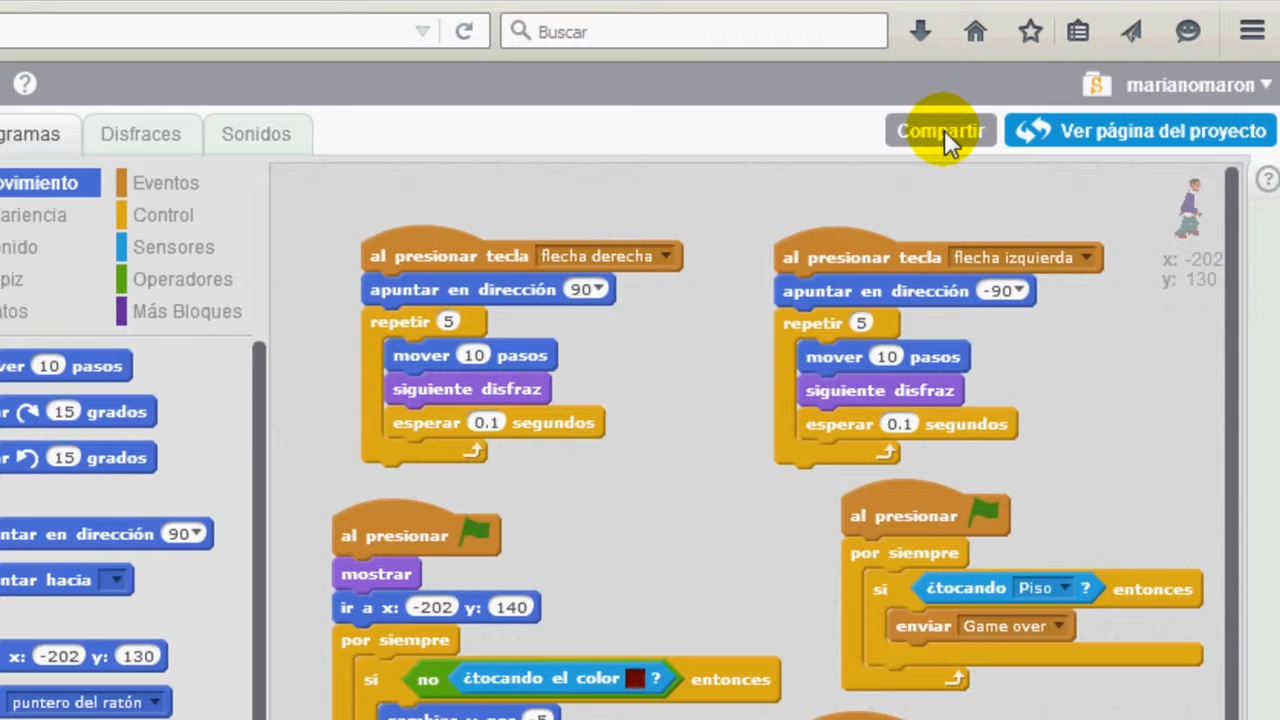 Buscar
marianomaron
gramas Disfraces Sonidos Compartir Ver página del proyecto
ovimiento Eventos
ariencia Control
nido Sensores
piz Operadores
tos Más Bloques
x: -202
y: 130
ver 10 pasos
r 15 grados
r 15 grados
ntar en dirección 90
ntar hacia
x: -202 y: 130
puntero del ratón
al presionar tecla flecha derecha
apuntar en dirección 90
repetir 5
mover 10 pasos
siguiente disfraz
esperar 0.1 segundos
al presionar tecla flecha izquierda
apuntar en dirección -90
repetir 5
mover 10 pasos
siguiente disfraz
esperar 0.1 segundos
al presionar
mostrar
ir a x: -202 y: 140
por siempre
si no ¿tocando el color ? entonces
cambiar y por -5
al presionar
por siempre
si ¿tocando Piso ? entonces
enviar Game over